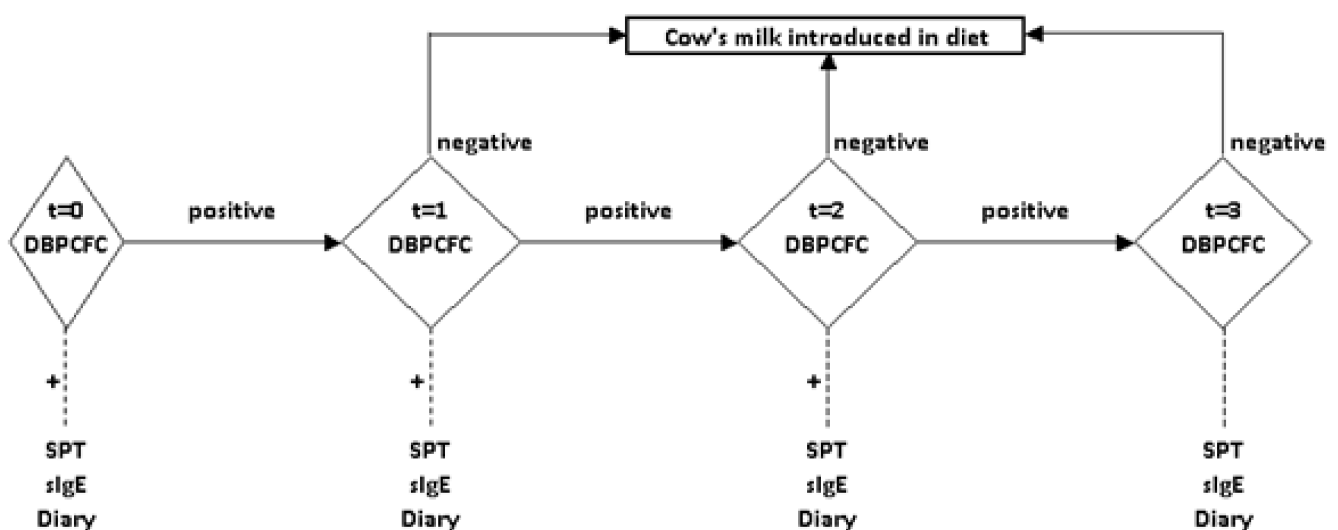 Cow's milk introduced in diet
negative
negative
negative
t=0
DBPCFC
positive
t=1
DBPCFC
positive
t=2
DBPCFC
positive
t=3
DBPCFC
+
+
+
SPT
sIgE
Diary
SPT
sIgE
Diary
SPT
sIgE
Diary
SPT
sIgE
Diary